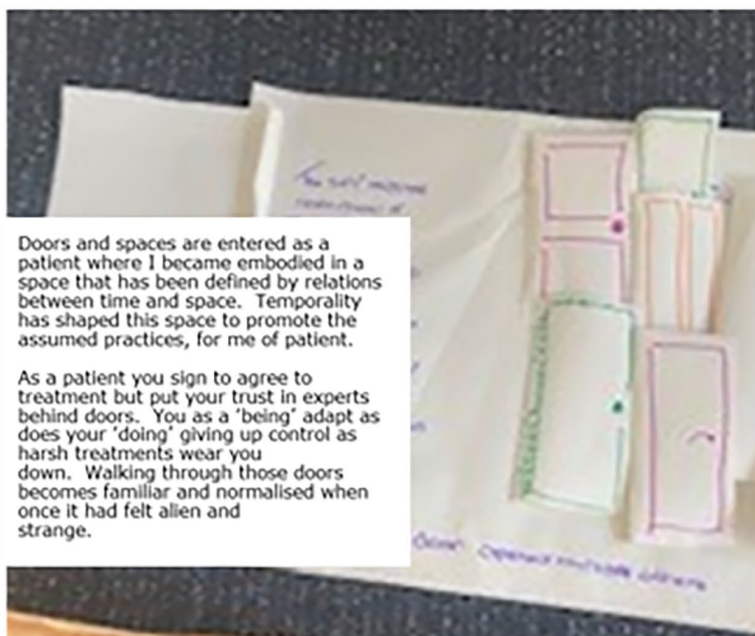 Doors and spaces are entered as a
patient where I became embodied in a
space that has been defined by relations
between time and space.  Temporality
has shaped this space to promote the
assumed practices, for me of patient.
As a patient you sign to agree to
treatment but put your trust in experts
behind doors.  You as a ‘being’ adapt as
does your ‘doing’ giving up control as
harsh treatments wear you
down.  Walking through those doors
becomes familiar and normalised when
once it had felt alien and
strange.